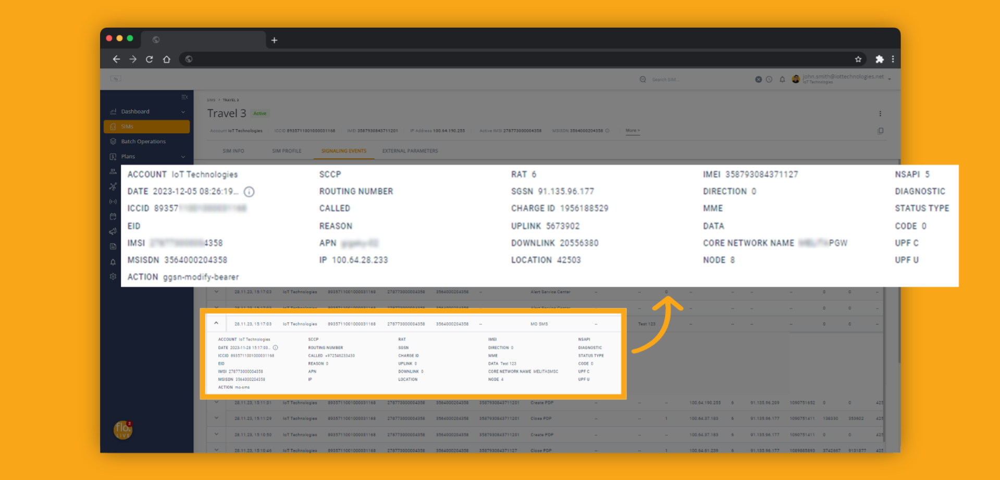 Search SIM...
john.smith@iottechnologies.net
IoT Technologies
Dashboard
SIMs
Batch Operations
Plans
SIMS > TRAVEL 3
Travel 3 Active
Account IoT Technologies ICCID 8935711001000031168 IMEI 3587930843711201 IP Address 100.64.190.255 Active IMSI 278773000004358 MSISDN 3564000204358 More >
SIM INFO SIM PROFILE SIGNALING EVENTS EXTERNAL PARAMETERS
ACCOUNT IoT Technologies SCCP RAT 6 IMEI 358793084371127 NSAPI 5
DATE 2023-12-05 08:26:19... ROUTING NUMBER SGSN 91.135.96.177 DIRECTION 0 DIAGNOSTIC
ICCID 89357 CALLED CHARGE ID 1956188529 MME STATUS TYPE
EID REASON UPLINK 5673902 DATA CODE 0
IMSI 4358 APN DOWNLINK 20556380 CORE NETWORK NAME PGW UPF C
MSISDN 3564000204358 IP 100.64.28.233 LOCATION 42503 NODE 8 UPF U
ACTION ggsn-modify-bearer
28.11.23, 15:17:03 IoT Technologies 8935711001000031168 278773000004358 3564000204358 -- Alert Service Center -- -- 0 -- -- -- -- 0 0 --
-- -- -- -- 0 0 --
28.11.23, 15:17:03 IoT Technologies 8935711001000031168 278773000004358 3564000204358 -- MO SMS -- Test 123 -- -- -- -- 0 0 --
ACCOUNT IoT Technologies SCCP RAT IMEI NSAPI
DATE 2023-11-28 15:17:03... ROUTING NUMBER SGSN DIRECTION 0 DIAGNOSTIC
ICCID 8935711001000031168 CALLED +972546233430 CHARGE ID MME STATUS TYPE
EID REASON 0 UPLINK 0 DATA Test 123 CODE 0
IMSI 278773000004358 APN DOWNLINK 0 CORE NETWORK NAME MELITASMSC UPF C
MSISDN 3564000204358 IP LOCATION NODE 4 UPF U
ACTION mo-sms
28.11.23, 15:11:31 IoT Technologies 8935711001000031168 278773000004358 3564000204358 3587930843711201 Create PDP -- -- -- 100.64.190.255 6 91.135.96.209 1090751652 0 0 425
28.11.23, 15:11:29 IoT Technologies 8935711001000031168 278773000004358 3564000204358 3587930843711201 Close PDP -- -- 1 100.64.37.183 6 91.135.96.177 1090751411 138330 353602 425
28.11.23, 15:10:50 IoT Technologies 8935711001000031168 278773000004358 3564000204358 3587930843711201 Create PDP -- -- -- 100.64.37.183 6 91.135.96.177 1090751411 0 0 425
28.11.23, 15:10:46 IoT Technologies 8935711001000031168 278773000004358 3564000204358 358793084371127 Close PDP -- -- 1 100.64.61.239 6 91.135.96.177 1089885893 3742667 9131877 425
flo.
LIVE
2